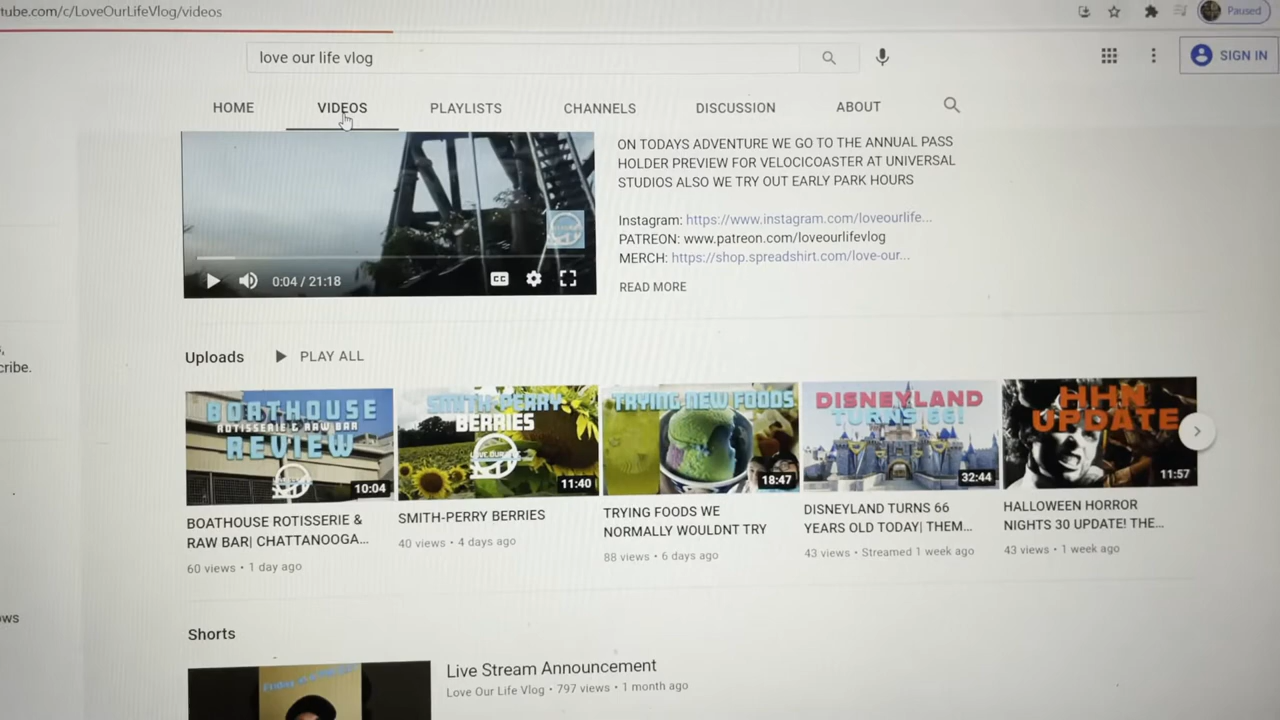 tube.com/c/LoveOurLifeVlog/videos
Paused
love our life vlog
SIGN IN
HOME VIDEOS PLAYLISTS CHANNELS DISCUSSION ABOUT
ON TODAYS ADVENTURE WE GO TO THE ANNUAL PASS
HOLDER PREVIEW FOR VELOCICOASTER AT UNIVERSAL
STUDIOS ALSO WE TRY OUT EARLY PARK HOURS
Instagram: https://www.instagram.com/loveourlife...
PATREON: www.patreon.com/loveourlifevlog
MERCH: https://shop.spreadshirt.com/love-our...
READ MORE
0:04 / 21:18
CC
cribe.
Uploads PLAY ALL
BOATHOUSE
ROTISSERIE & RAW BAR
REVIEW
10:04
SMITH-PERRY
BERRIES
11:40
TRYING NEW FOODS
18:47
DISNEYLAND
TURNS 66!
32:44
HHN
UPDATE
11:57
BOATHOUSE ROTISSERIE &
RAW BAR| CHATTANOOGA...
60 views • 1 day ago
SMITH-PERRY BERRIES
40 views • 4 days ago
TRYING FOODS WE
NORMALLY WOULDNT TRY
88 views • 6 days ago
DISNEYLAND TURNS 66
YEARS OLD TODAY| THEM...
43 views • Streamed 1 week ago
HALLOWEEN HORROR
NIGHTS 30 UPDATE! THE...
43 views • 1 week ago
ows
Shorts
Live Stream Announcement
Love Our Life Vlog • 797 views • 1 month ago